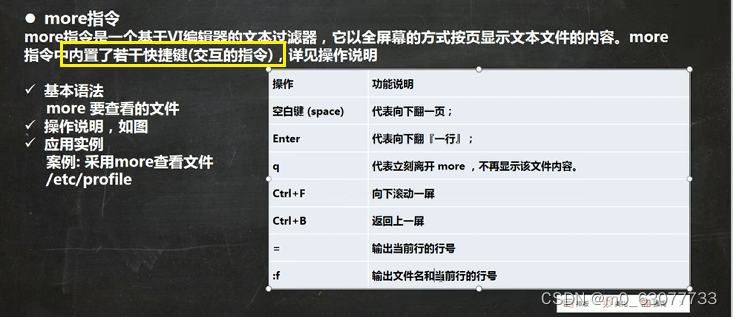 ● more指令
more指令是一个基于VI编辑器的文本过滤器，它以全屏幕的方式按页显示文本文件的内容。more
指令中内置了若干快捷键(交互的指令)，详见操作说明
✓ 基本语法
more 要查看的文件
✓ 操作说明，如图
✓ 应用实例
案例: 采用more查看文件
/etc/profile
操作 功能说明
空白键 (space) 代表向下翻一页；
Enter 代表向下翻『一行』；
q 代表立刻离开 more ，不再显示该文件内容。
Ctrl+F 向下滚动一屏
Ctrl+B 返回上一屏
= 输出当前行的行号
:f 输出文件名和当前行的行号
CSDN @m0_63077733